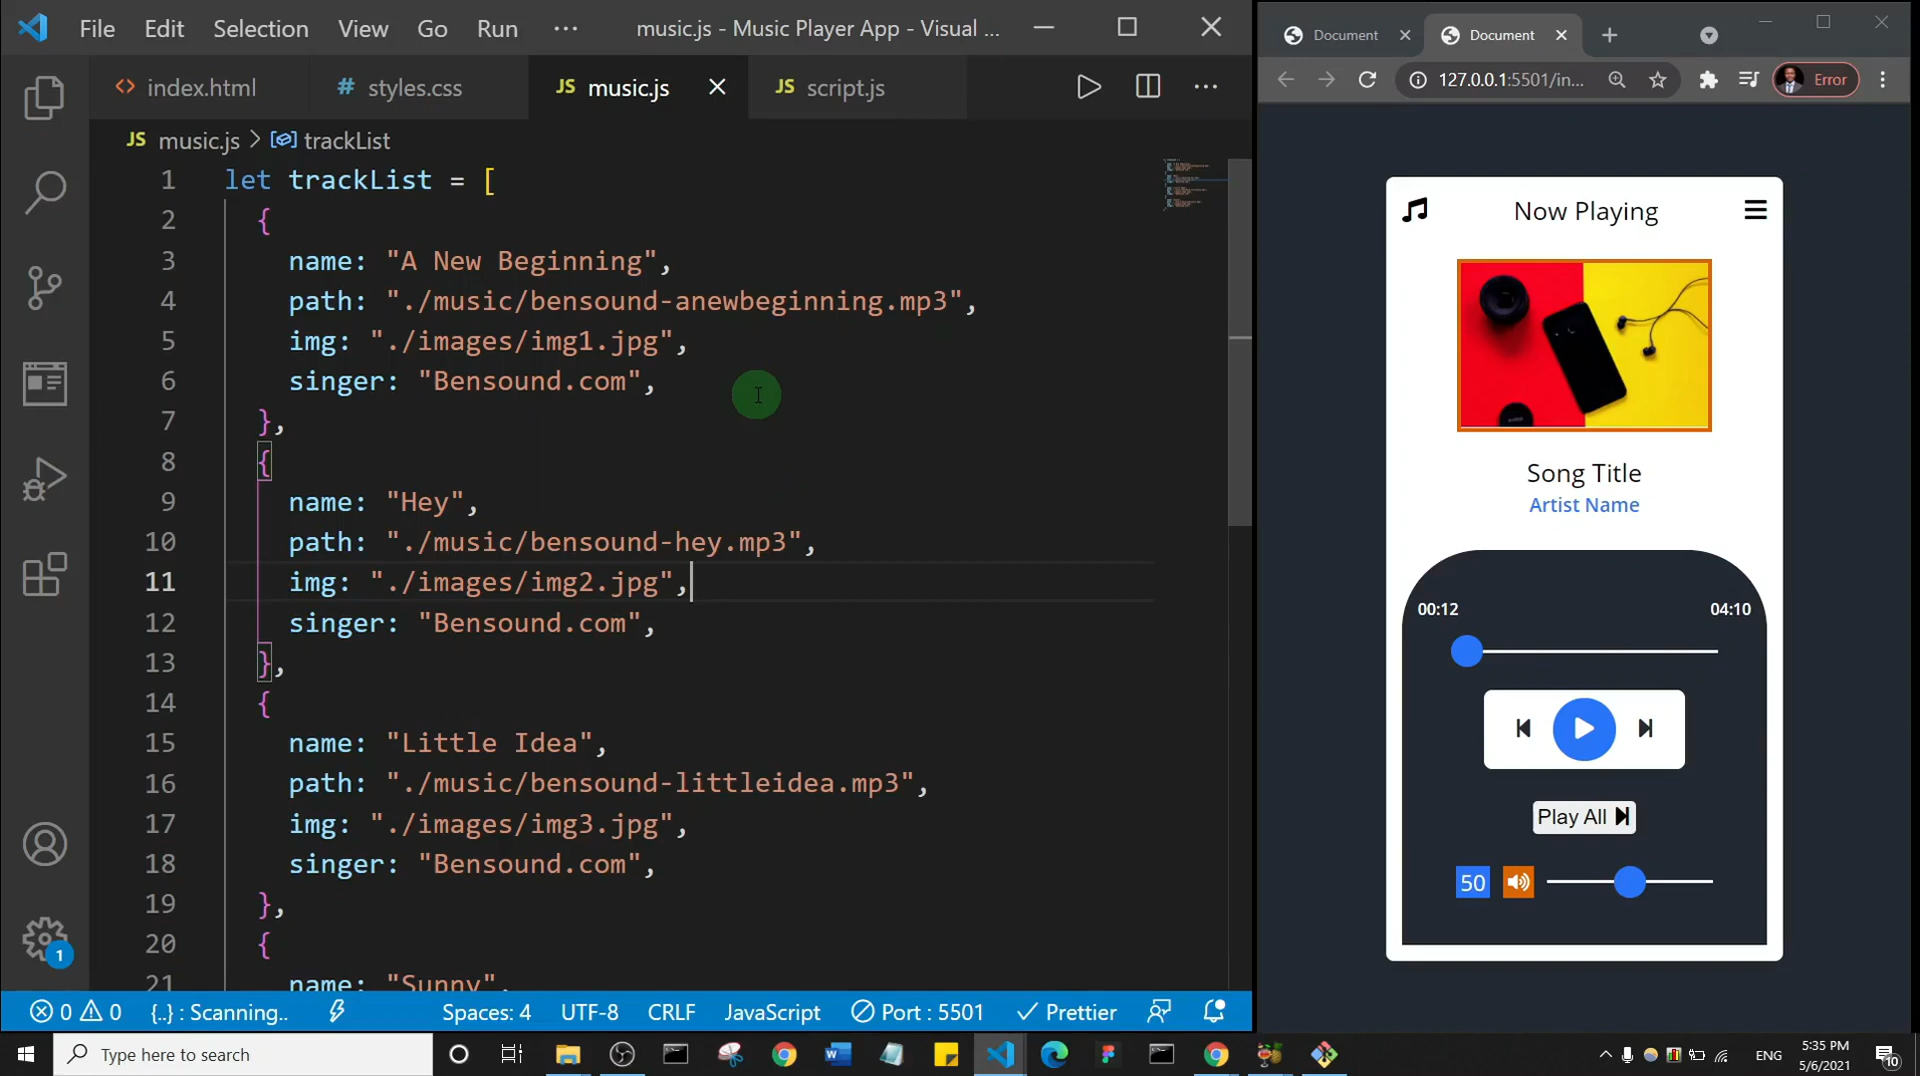 File Edit Selection View Go Run ··· music.js - Music Player App - Visual ...
index.html # styles.css JS music.js JS script.js ···
JS music.js > trackList
1 let trackList = [
2 {
3 name: "A New Beginning",
4 path: "./music/bensound-anewbeginning.mp3",
5 img: "./images/img1.jpg",
6 singer: "Bensound.com",
7 },
8 {
9 name: "Hey",
10 path: "./music/bensound-hey.mp3",
11 img: "./images/img2.jpg",
12 singer: "Bensound.com",
13 },
14 {
15 name: "Little Idea",
16 path: "./music/bensound-littleidea.mp3",
17 img: "./images/img3.jpg",
18 singer: "Bensound.com",
19 },
20 {
21 name: "Sunny",
1
0 0 {..} : Scanning.. Spaces: 4 UTF-8 CRLF JavaScript Port : 5501 Prettier
Document Document
127.0.0.1:5501/in... Error
Now Playing
Song Title
Artist Name
00:12 04:10
Play All
50
Type here to search
ENG 5:35 PM
5/6/2021
10